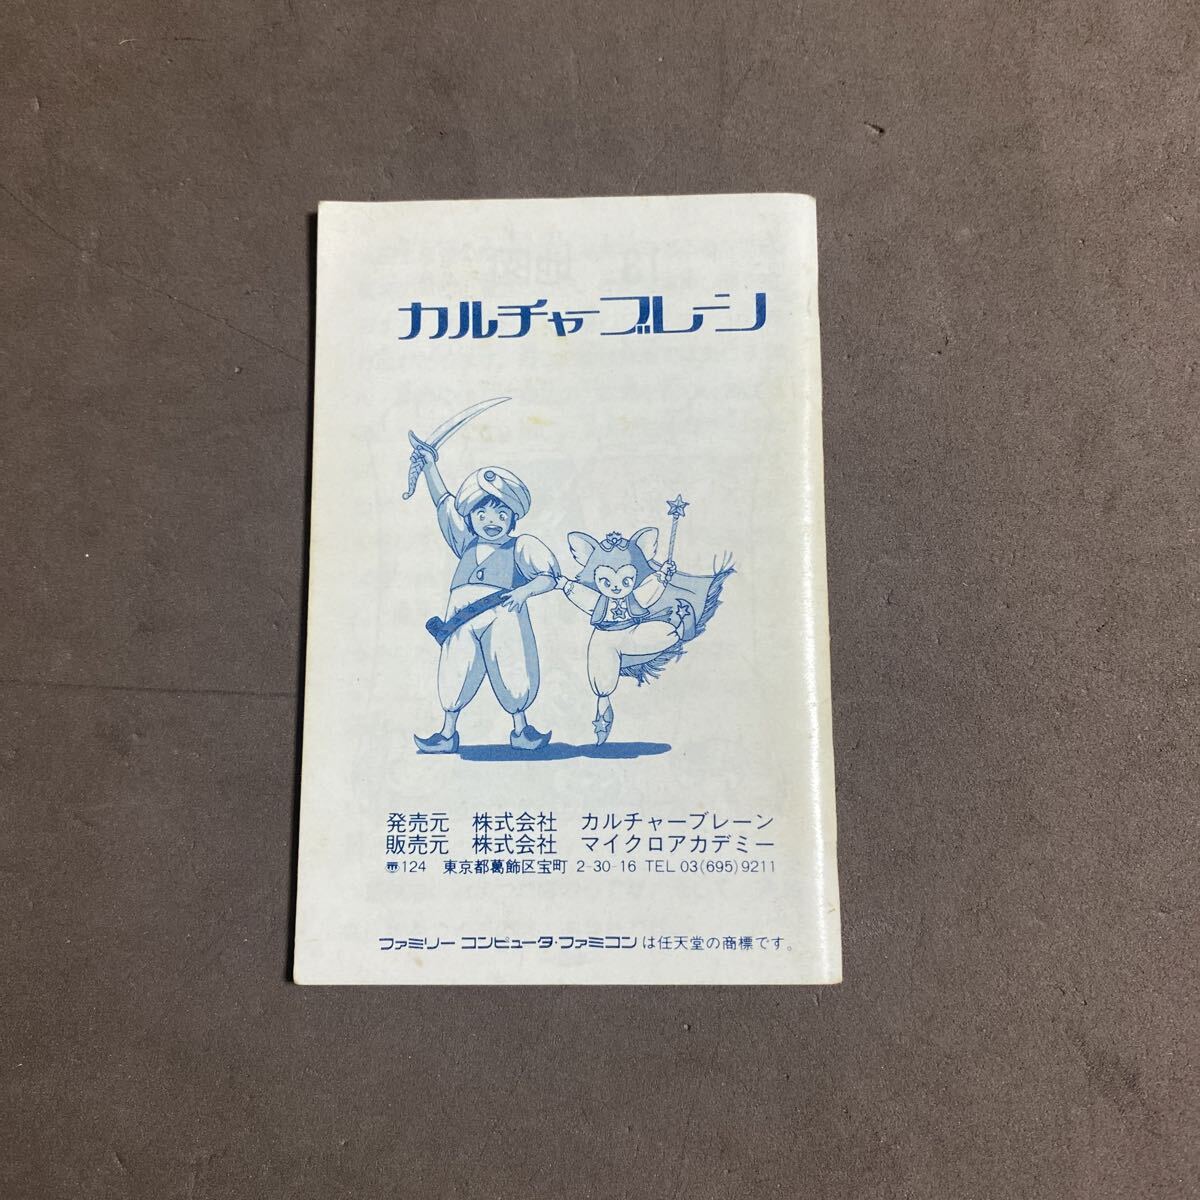 カルチャーブレーン
発売元　株式会社　カルチャーブレーン
販売元　株式会社　マイクロアカデミー
〠124　東京都葛飾区宝町 2-30-16 TEL 03(695)9211
ファミリーコンピュータ・ファミコンは任天堂の商標です。